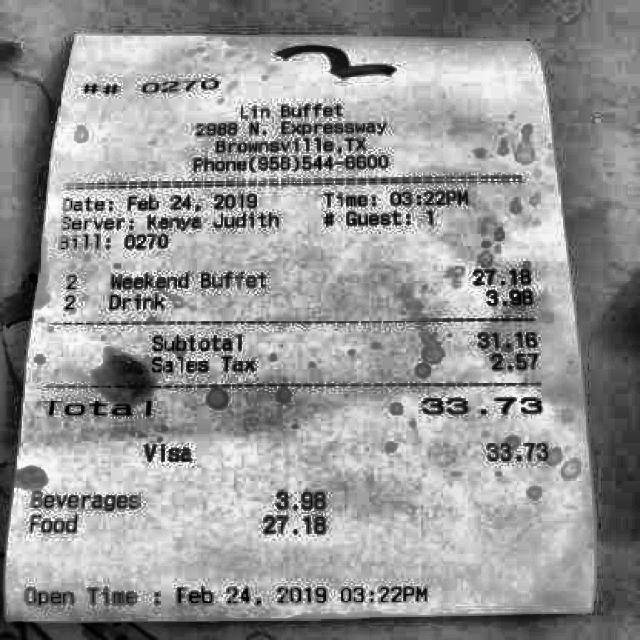 ## 0270
Lin Buffet
2988 N. Expressway
Brownsville,TX
Phone(956)544-6600
Date: Feb 24, 2019 Time: 03:22PM
Server: Kenya Judith # Guest: 1
Bill: 0270
2 Weekend Buffet 27.18
2 Drink 3.98
Subtotal 31.16
Sales Tax 2.57
Total 33.73
Visa 33.73
Beverages 3.98
Food 27.18
Open Time : Feb 24, 2019 03:22PM